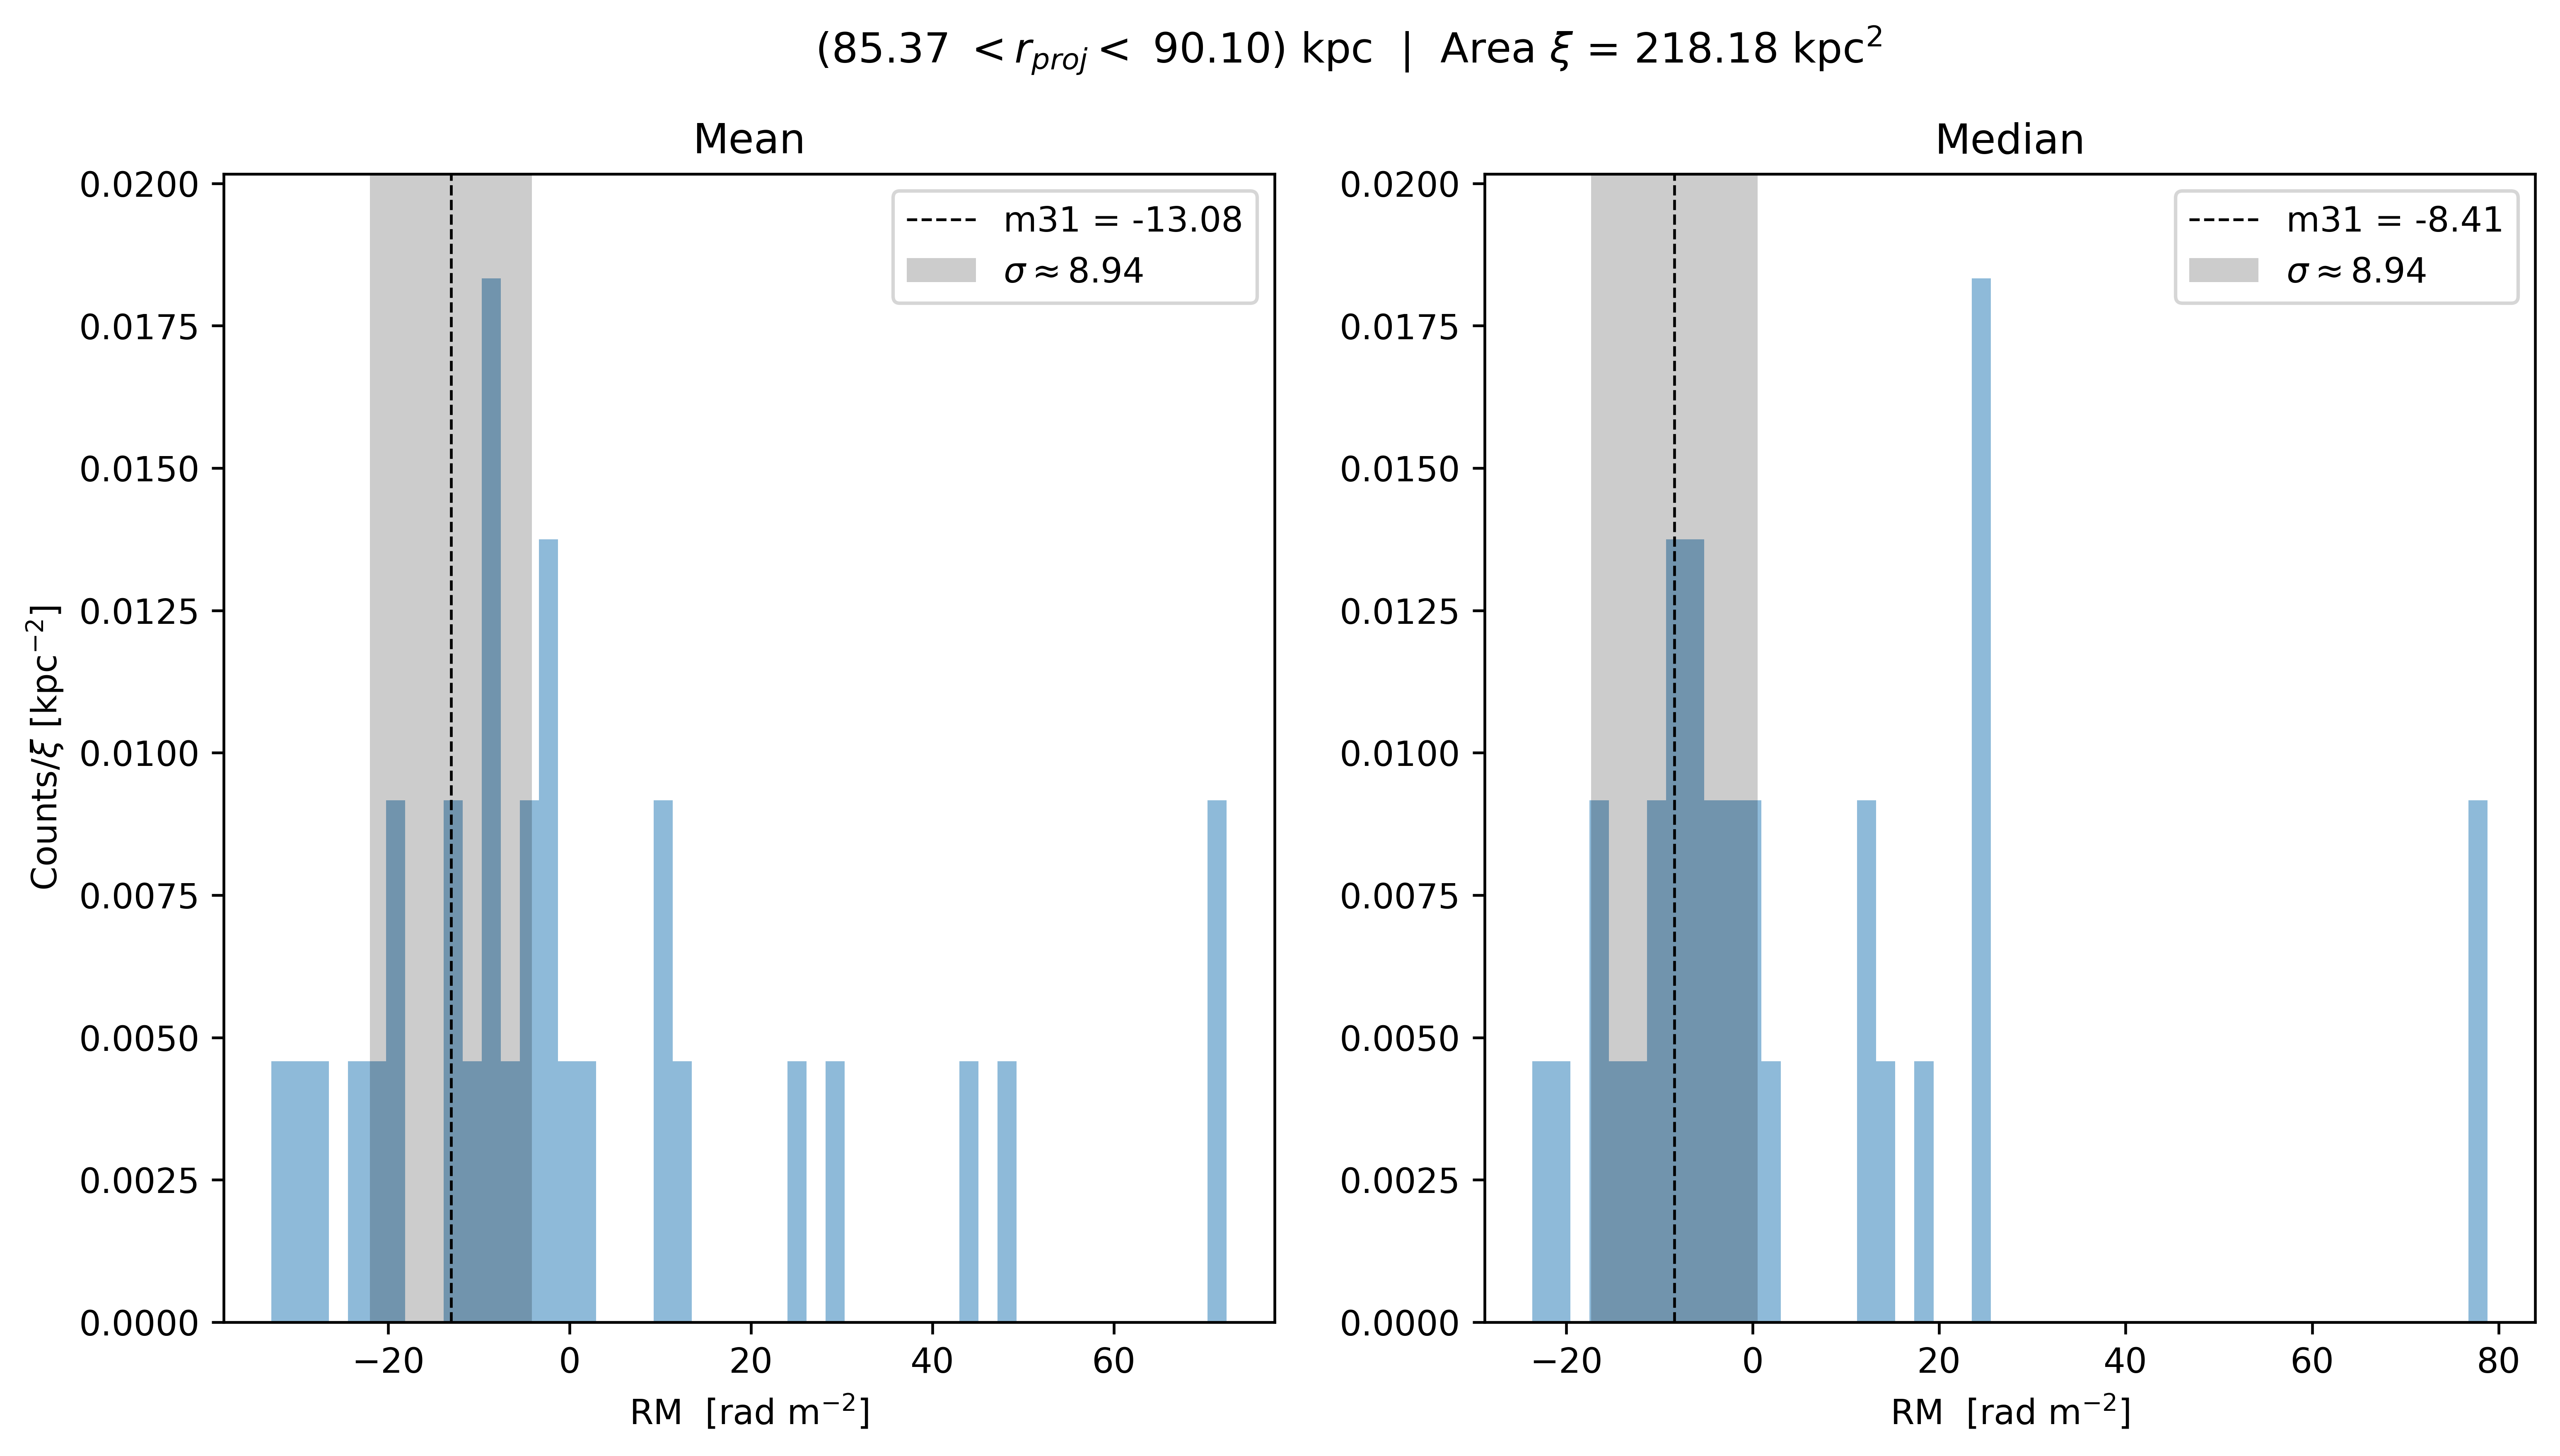 (85.37 < r_proj < 90.10) kpc | Area ξ = 218.18 kpc²
Mean
0.0200
0.0175
0.0150
0.0125
0.0100
0.0075
0.0050
0.0025
0.0000
Counts/ξ [kpc⁻²]
−20 0 20 40 60
RM [rad m⁻²]
m31 = -13.08
σ ≈ 8.94
Median
0.0200
0.0175
0.0150
0.0125
0.0100
0.0075
0.0050
0.0025
0.0000
−20 0 20 40 60 80
RM [rad m⁻²]
m31 = -8.41
σ ≈ 8.94